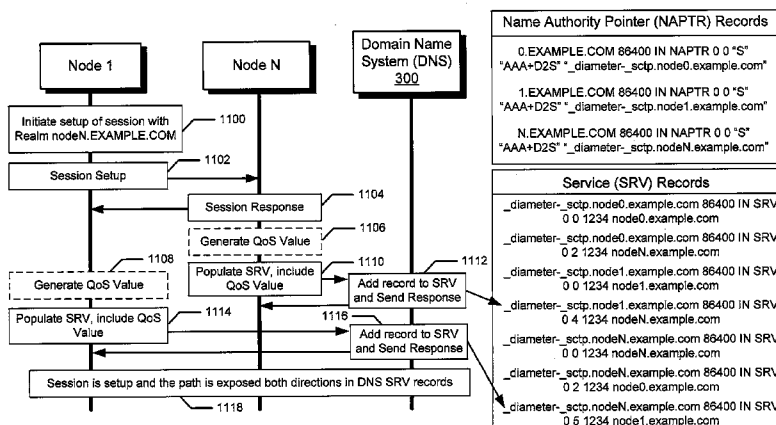 Node 1
Node N
Domain Name
System (DNS)
300
Initiate setup of session with
Realm nodeN.EXAMPLE.COM
1100
1102
Session Setup
1104
Session Response
1106
Generate QoS Value
1108
Generate QoS Value
1110
Populate SRV, include
QoS Value
1112
Add record to SRV
and Send Response
Populate SRV, include QoS
Value
1114
1116
Add record to SRV
and Send Response
Session is setup and the path is exposed both directions in DNS SRV records
1118
Name Authority Pointer (NAPTR) Records
0.EXAMPLE.COM 86400 IN NAPTR 0 0 “S”
“AAA+D2S” “_diameter-_sctp.node0.example.com”
1.EXAMPLE.COM 86400 IN NAPTR 0 0 “S”
“AAA+D2S” “_diameter-_sctp.node1.example.com”
N.EXAMPLE.COM 86400 IN NAPTR 0 0 “S”
“AAA+D2S” “_diameter-_sctp.nodeN.example.com”
Service (SRV) Records
_diameter-_sctp.node0.example.com 86400 IN SRV
0 0 1234 node0.example.com
_diameter-_sctp.node0.example.com 86400 IN SRV
0 2 1234 nodeN.example.com
_diameter-_sctp.node1.example.com 86400 IN SRV
0 0 1234 node1.example.com
_diameter-_sctp.node1.example.com 86400 IN SRV
0 4 1234 nodeN.example.com
_diameter-_sctp.nodeN.example.com 86400 IN SRV
0 0 1234 nodeN.example.com
_diameter-_sctp.nodeN.example.com 86400 IN SRV
0 2 1234 node0.example.com
_diameter-_sctp.nodeN.example.com 86400 IN SRV
0 5 1234 node1.example.com